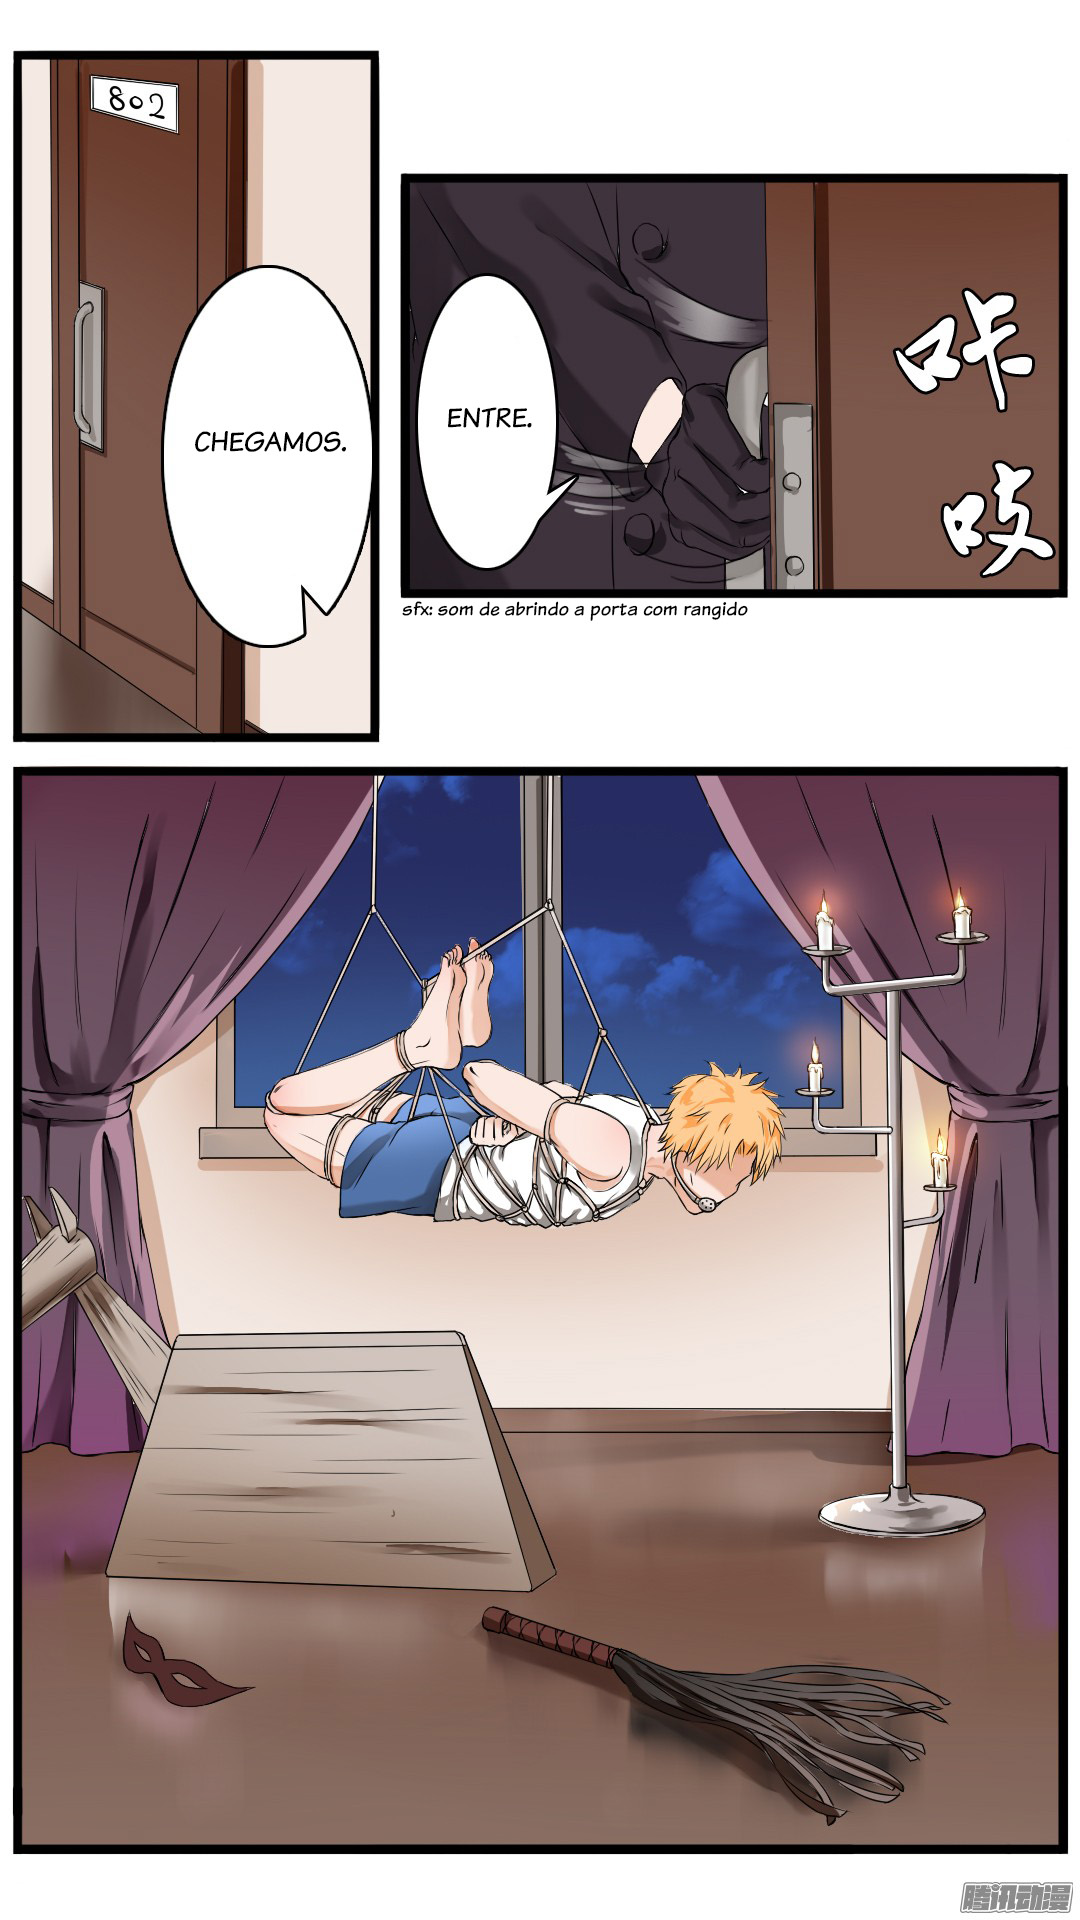 802
CHEGAMOS.
ENTRE.
咔
吱
sfx: som de abrindo a porta com rangido
腾讯动漫